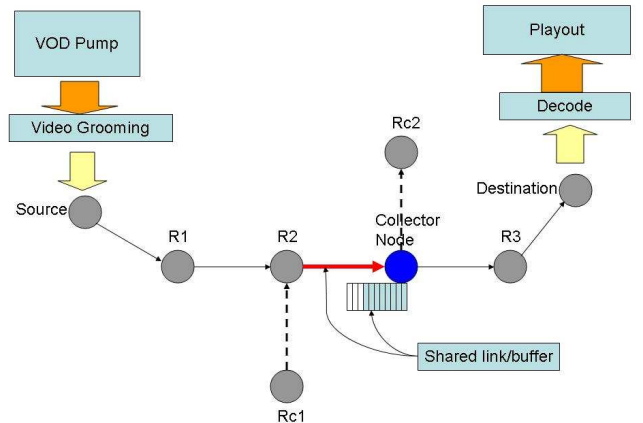 VOD Pump
Playout
Video Grooming
Decode
Rc2
Source
Destination
Collector
Node
R1
R2
R3
Shared link/buffer
Rc1